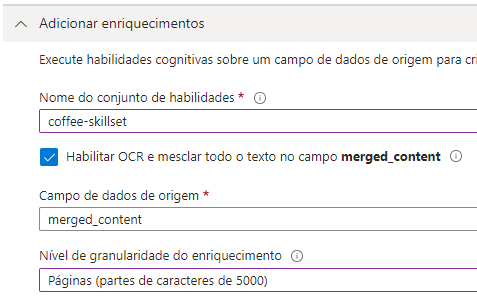 Adicionar enriquecimentos
Execute habilidades cognitivas sobre um campo de dados de origem para cri
Nome do conjunto de habilidades *
coffee-skillset
Habilitar OCR e mesclar todo o texto no campo merged_content
Campo de dados de origem *
merged_content
Nível de granularidade do enriquecimento
Páginas (partes de caracteres de 5000)